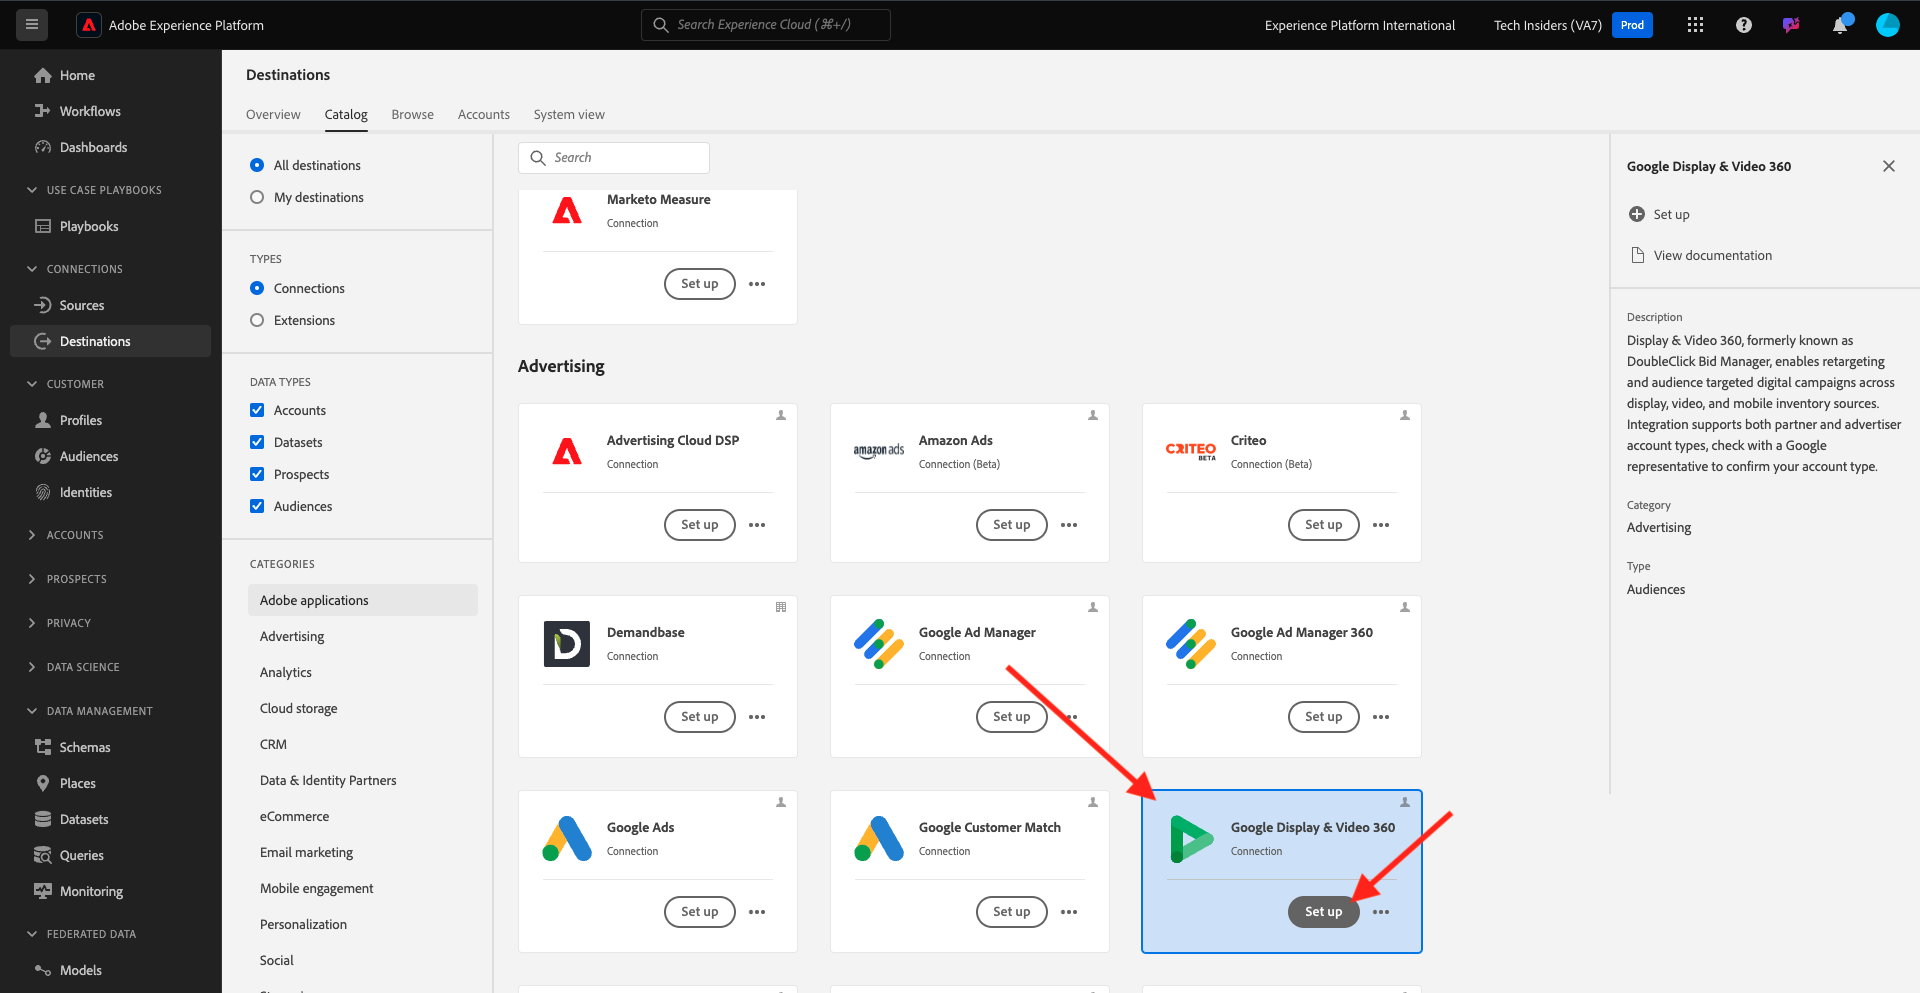 Adobe Experience Platform
Search Experience Cloud (⌘+/)
Experience Platform International
Tech Insiders (VA7)
Prod
Home
Workflows
Dashboards
USE CASE PLAYBOOKS
Playbooks
CONNECTIONS
Sources
Destinations
CUSTOMER
Profiles
Audiences
Identities
ACCOUNTS
PROSPECTS
PRIVACY
DATA SCIENCE
DATA MANAGEMENT
Schemas
Places
Datasets
Queries
Monitoring
FEDERATED DATA
Models
Destinations
Overview
Catalog
Browse
Accounts
System view
All destinations
My destinations
TYPES
Connections
Extensions
DATA TYPES
Accounts
Datasets
Prospects
Audiences
CATEGORIES
Adobe applications
Advertising
Analytics
Cloud storage
CRM
Data & Identity Partners
eCommerce
Email marketing
Mobile engagement
Personalization
Social
Search
Marketo Measure
Connection
Set up
Advertising
Advertising Cloud DSP
Connection
Set up
amazon ads
Amazon Ads
Connection (Beta)
Set up
CRITEO
BETA
Criteo
Connection (Beta)
Set up
Demandbase
Connection
Set up
Google Ad Manager
Connection
Set up
Google Ad Manager 360
Connection
Set up
Google Ads
Connection
Set up
Google Customer Match
Connection
Set up
Google Display & Video 360
Connection
Set up
Google Display & Video 360
Set up
View documentation
Description
Display & Video 360, formerly known as
DoubleClick Bid Manager, enables retargeting
and audience targeted digital campaigns across
display, video, and mobile inventory sources.
Integration supports both partner and advertiser
account types, check with a Google
representative to confirm your account type.
Category
Advertising
Type
Audiences